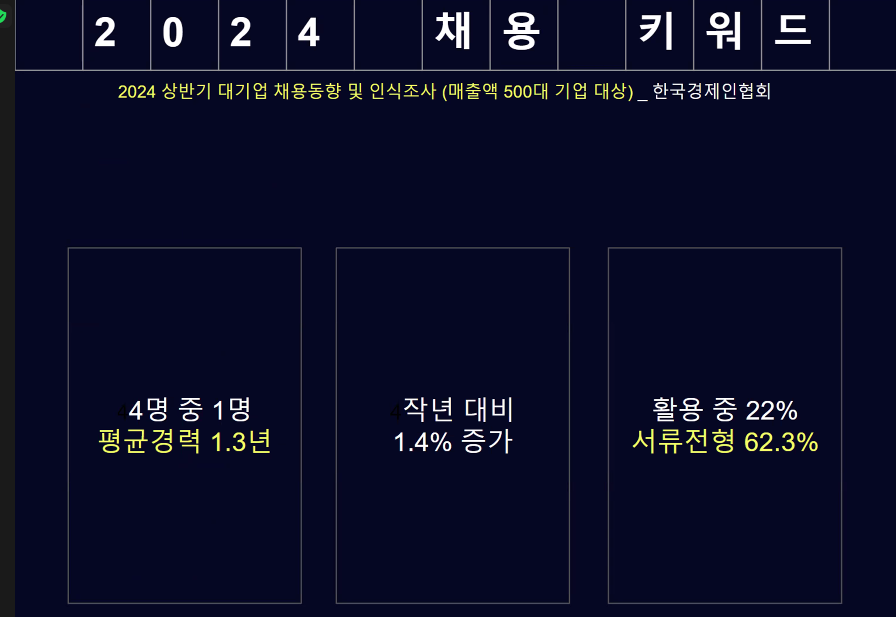 2024 채용 키워드
2024 상반기 대기업 채용동향 및 인식조사 (매출액 500대 기업 대상) _ 한국경제인협회
44명 중 1명
평균경력 1.3년
4작년 대비
1.4% 증가
활용 중 22%
서류전형 62.3%